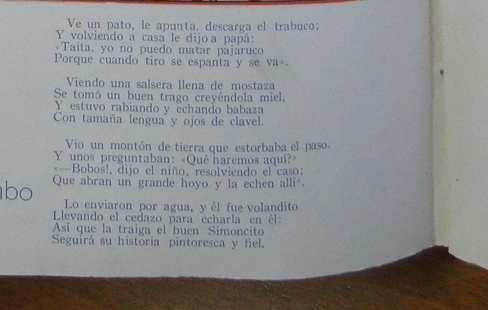 Ve un pato, le apunta, descarga el trabuco;
Y volviendo a casa le dijo a papá:
«Taita, yo no puedo matar pajaruco
Porque cuando tiro se espanta y se va».
Viendo una salsera llena de mostaza
Se tomó un buen trago creyéndola miel,
Y estuvo rabiando y echando babaza
Con tamaña lengua y ojos de clavel.
Vio un montón de tierra que estorbaba el paso,
Y unos preguntaban: «Qué haremos aquí?»
«—Bobos!, dijo el niño, resolviendo el caso;
Que abran un grande hoyo y la echen allí».
Lo enviaron por agua, y él fue volandito
Llevando el cedazo para echarla en él:
Así que la traiga el buen Simoncito
Seguirá su historia pintoresca y fiel.